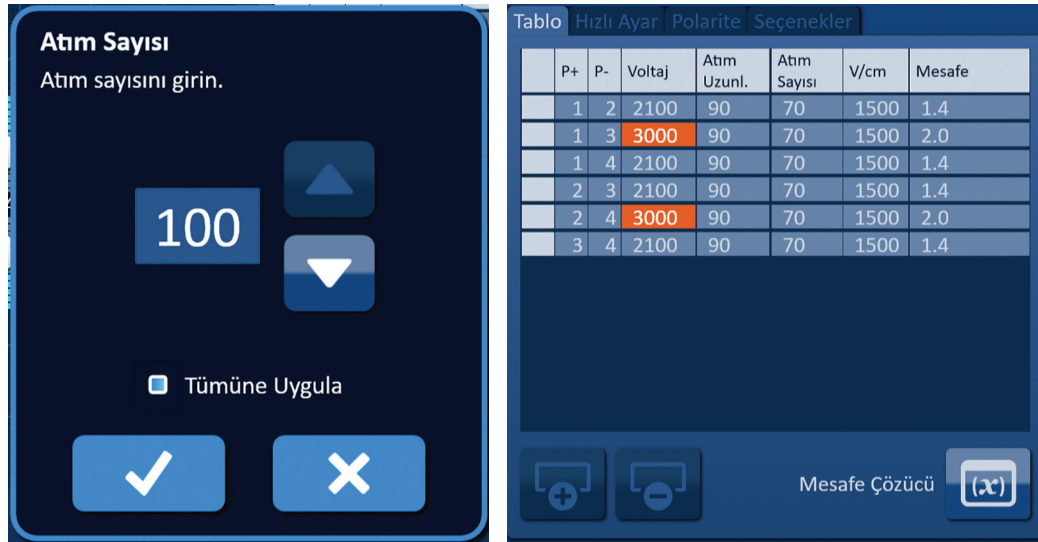 Atım Sayısı
Atım sayısını girin.
100
Tümüne Uygula
Tablo Hızlı Ayar Polarite Seçenekler
P+ P- Voltaj Atım Uzunl. Atım Sayısı V/cm Mesafe
1 2 2100 90 70 1500 1.4
1 3 3000 90 70 1500 2.0
1 4 2100 90 70 1500 1.4
2 3 2100 90 70 1500 1.4
2 4 3000 90 70 1500 2.0
3 4 2100 90 70 1500 1.4
Mesafe Çözücü (x)